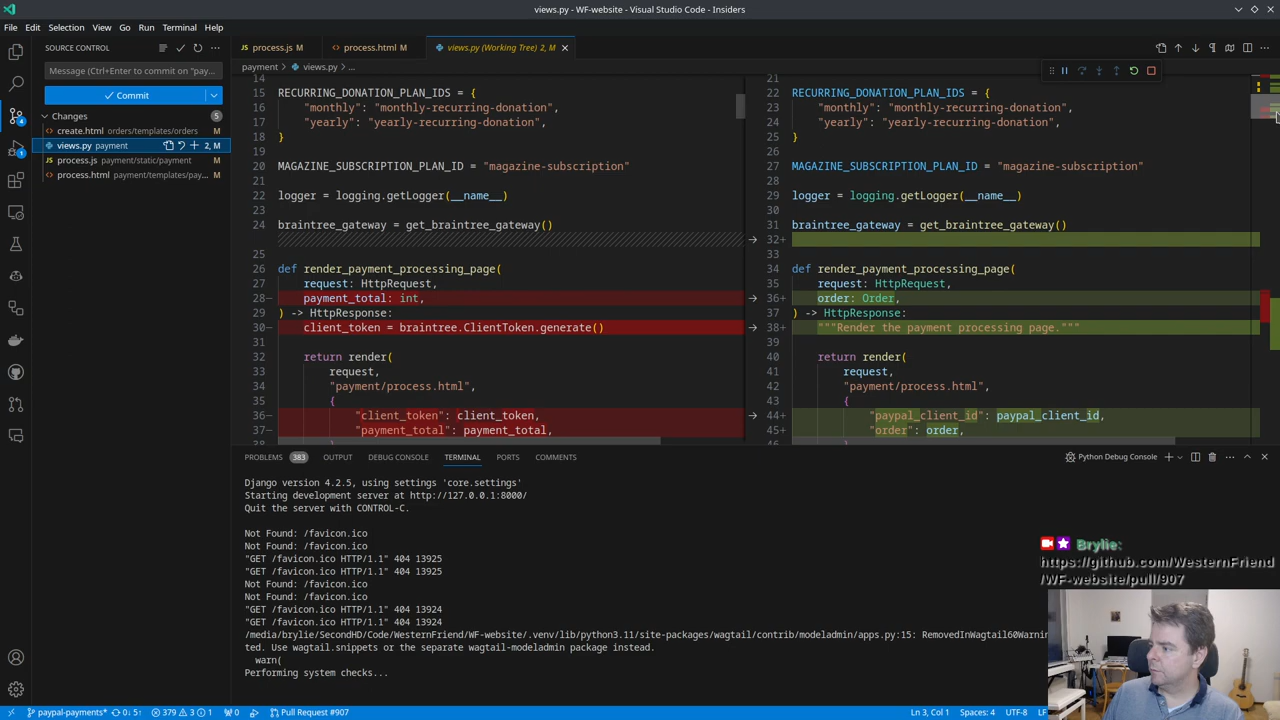 views.py - WF-website - Visual Studio Code - Insiders
File Edit Selection View Go Run Terminal Help
SOURCE CONTROL
Message (Ctrl+Enter to commit on "pay...
Commit
Changes 5
create.html orders/templates/orders M
views.py payment 2, M
process.js payment/static/payment M
process.html payment/templates/pay... M
4
1
process.js M
process.html M
views.py (Working Tree) 2, M
payment > views.py > ...
14
15 RECURRING_DONATION_PLAN_IDS = {
16 "monthly": "monthly-recurring-donation",
17 "yearly": "yearly-recurring-donation",
18 }
19
20 MAGAZINE_SUBSCRIPTION_PLAN_ID = "magazine-subscription"
21
22 logger = logging.getLogger(__name__)
23
24 braintree_gateway = get_braintree_gateway()
25
26 def render_payment_processing_page(
27 request: HttpRequest,
28− payment_total: int,
29 ) -> HttpResponse:
30− client_token = braintree.ClientToken.generate()
31
32 return render(
33 request,
34 "payment/process.html",
35 {
36− "client_token": client_token,
37− "payment_total": payment_total,
38 }
21
22 RECURRING_DONATION_PLAN_IDS = {
23 "monthly": "monthly-recurring-donation",
24 "yearly": "yearly-recurring-donation",
25 }
26
27 MAGAZINE_SUBSCRIPTION_PLAN_ID = "magazine-subscription"
28
29 logger = logging.getLogger(__name__)
30
31 braintree_gateway = get_braintree_gateway()
32+
33
34 def render_payment_processing_page(
35 request: HttpRequest,
36+ order: Order,
37 ) -> HttpResponse:
38+ """Render the payment processing page."""
39
40 return render(
41 request,
42 "payment/process.html",
43 {
44+ "paypal_client_id": paypal_client_id,
45+ "order": order,
46 }
PROBLEMS 383 OUTPUT DEBUG CONSOLE TERMINAL PORTS COMMENTS
Python Debug Console
Django version 4.2.5, using settings 'core.settings'
Starting development server at http://127.0.0.1:8000/
Quit the server with CONTROL-C.
Not Found: /favicon.ico
Not Found: /favicon.ico
"GET /favicon.ico HTTP/1.1" 404 13925
"GET /favicon.ico HTTP/1.1" 404 13925
Not Found: /favicon.ico
Not Found: /favicon.ico
"GET /favicon.ico HTTP/1.1" 404 13924
"GET /favicon.ico HTTP/1.1" 404 13924
/media/brylie/SecondHD/Code/WesternFriend/WF-website/.venv/lib/python3.11/site-packages/wagtail/contrib/modeladmin/apps.py:15: RemovedInWagtail60Warnin
ted. Use wagtail.snippets or the separate wagtail-modeladmin package instead.
warn(
Performing system checks...
Brylie:
https://github.com/WesternFriend
/WF-website/pull/907
paypal-payments* 0↓ 5↑ 379 3 1 0 Pull Request #907
Ln 3, Col 1 Spaces: 4 UTF-8 LF